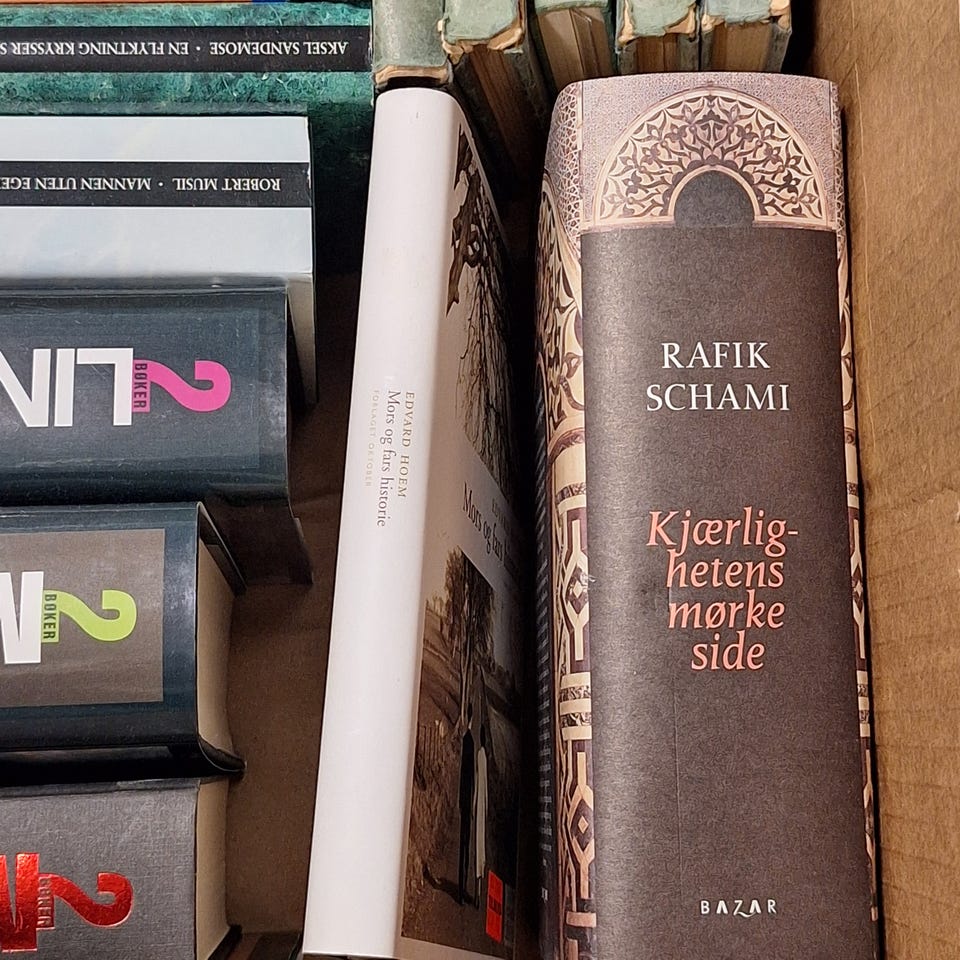 AKSEL SANDEMOSE • EN FLYKTNING KRYSSER S
ROBERT MUSIL • MANNEN UTEN EGE
LIN
2
BØKER
2
BØKER
2
BØKER
EDVARD HOEM
Mors og fars historie
FORLAGET OKTOBER
Mors og fars
RAFIK
SCHAMI
Kjærlig-
hetens
mørke
side
BAZAR